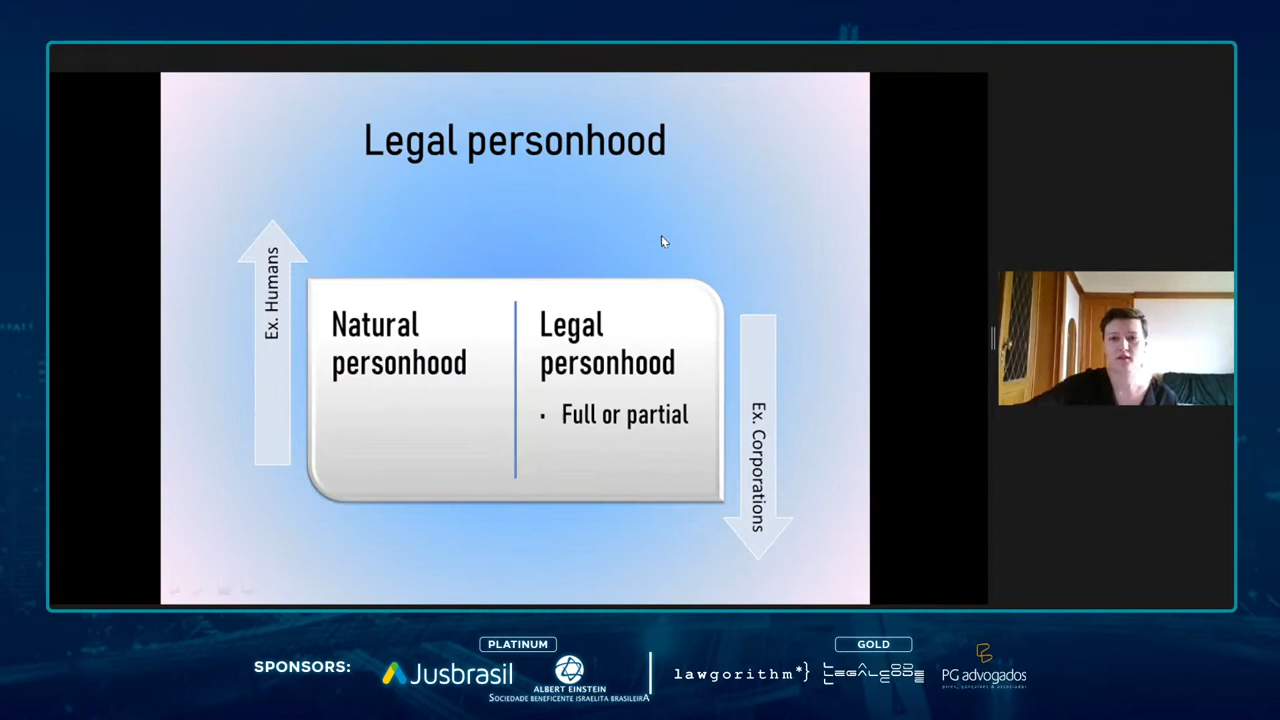 Legal personhood
Ex. Humans
Natural
personhood
Legal
personhood
▪ Full or partial
Ex. Corporations
SPONSORS:
PLATINUM
Jusbrasil
ALBERT EINSTEIN
SOCIEDADE BENEFICENTE ISRAELITA BRASILEIRA
lawgorithm*}
GOLD
LEGALCODE
PG advogados